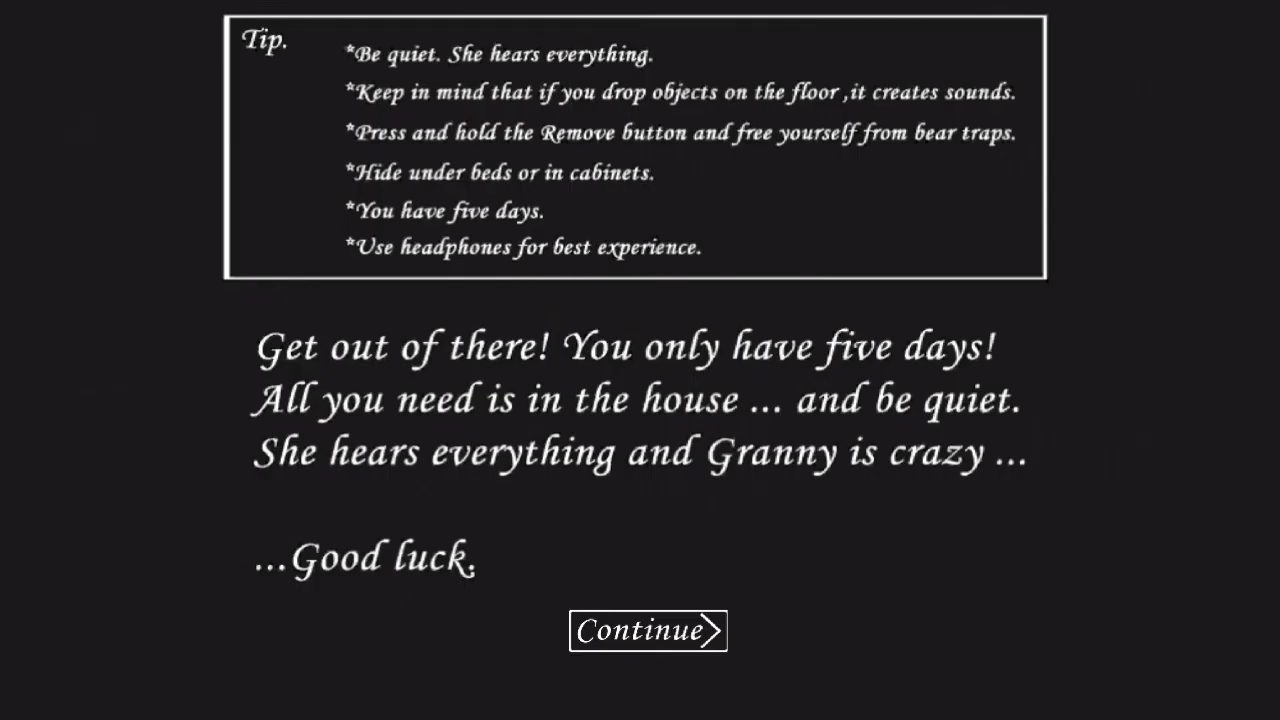 Tip.
*Be quiet. She hears everything.
*Keep in mind that if you drop objects on the floor ,it creates sounds.
*Press and hold the Remove button and free yourself from bear traps.
*Hide under beds or in cabinets.
*You have five days.
*Use headphones for best experience.
Get out of there! You only have five days!
All you need is in the house ... and be quiet.
She hears everything and Granny is crazy ...
...Good luck.
Continue>